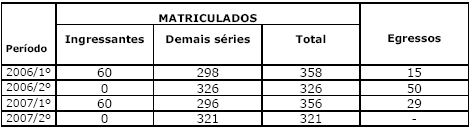 MATRICULADOS
Período Ingressantes Demais séries Total Egressos
2006/1º 60 298 358 15
2006/2º 0 326 326 50
2007/1º 60 296 356 29
2007/2º 0 321 321 -